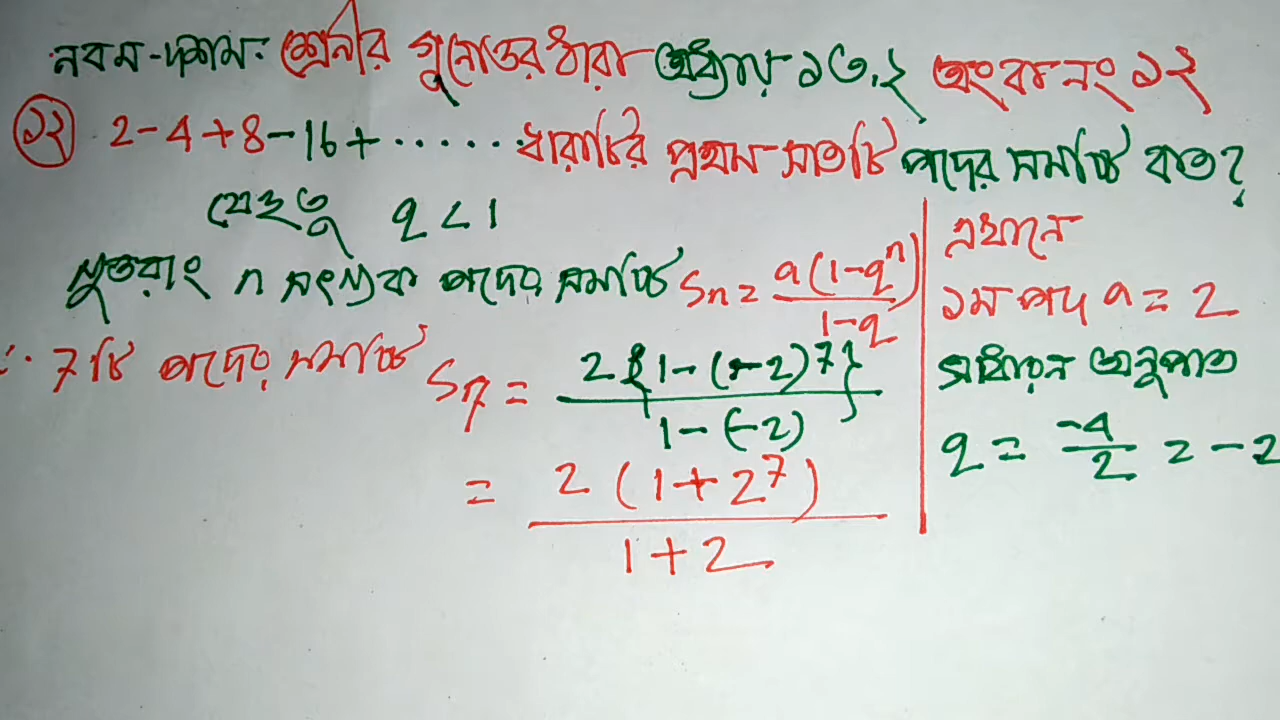 নবম-দশম শ্রেনীর গুনোত্তর ধারা অধ্যায় ১৩.২ অংক নং ১২
১২ 2-4+8-16+ ...... ধারাটির প্রথম সাতটি পদের সমষ্টি কত?
যেহেতু q < 1
সুতরাং n সংখ্যক পদের সমষ্টি Sn = a(1-qⁿ) / 1-q
∴ 7টি পদের সমষ্টি S7 = 2{1-(-2)⁷} / 1-(-2)
= 2(1+2⁷) / 1+2
এখানে
১ম পদ a = 2
সাধারন অনুপাত
q = -4/2 = -2